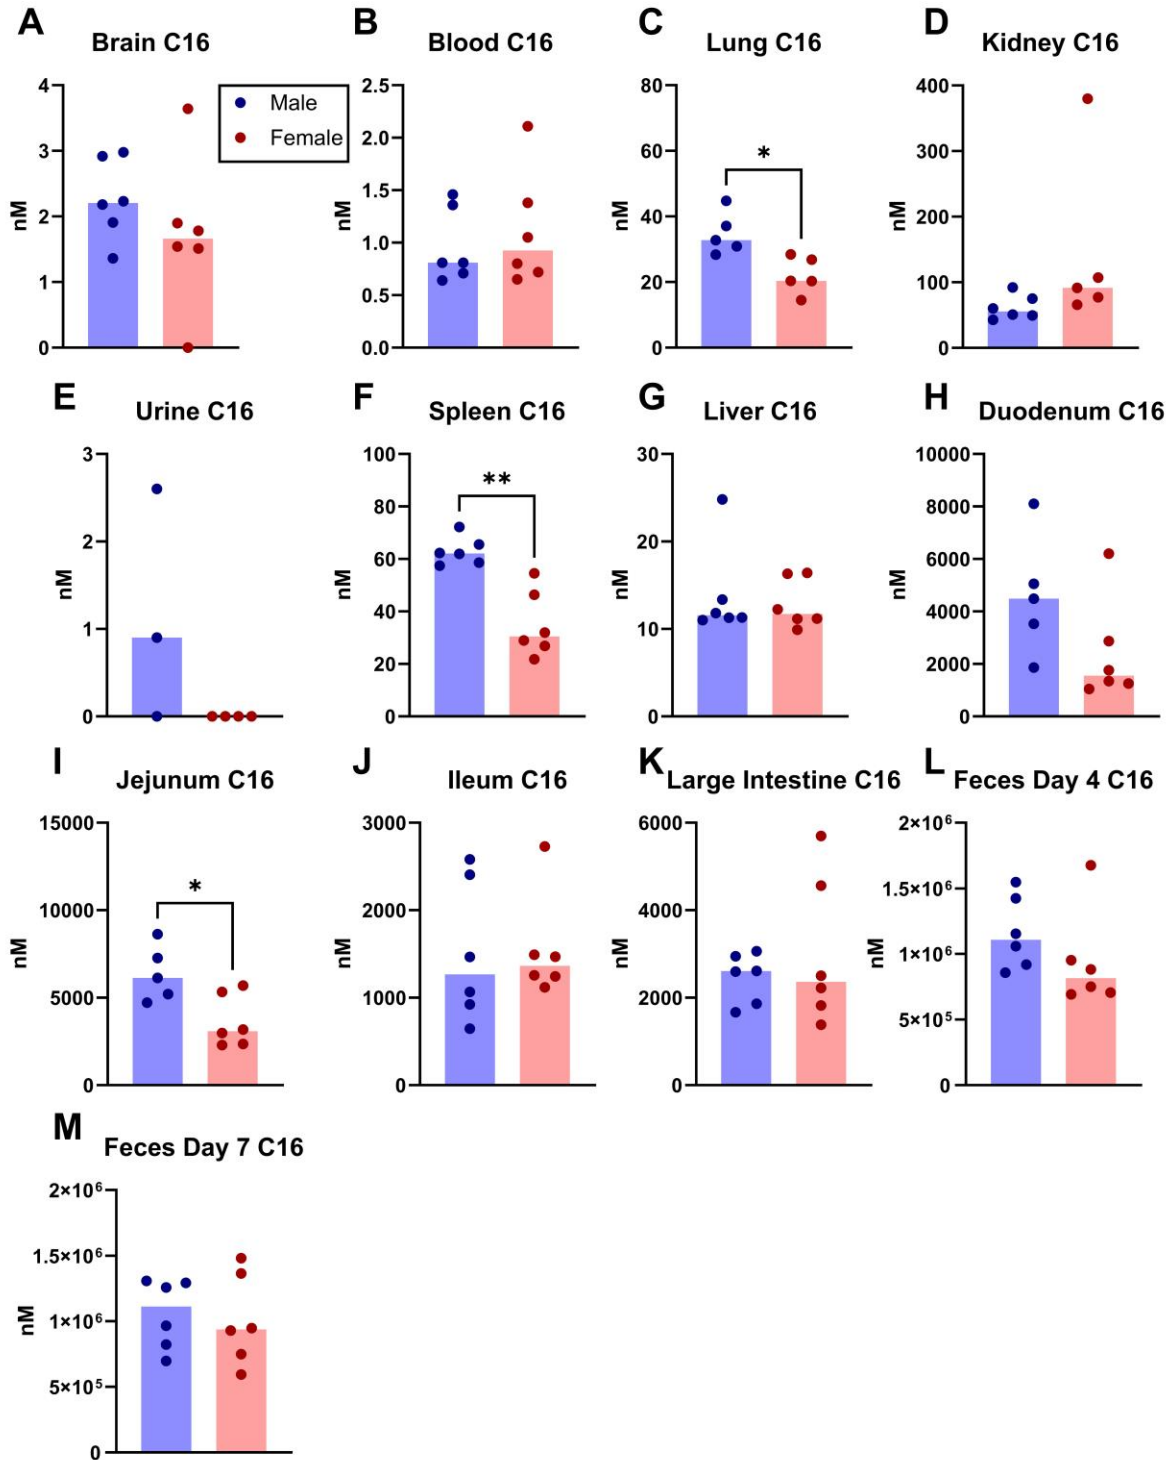 A
Brain C16
4
3
2
1
0
nM
Male
Female
B
Blood C16
2.5
2.0
1.5
1.0
0.5
0.0
nM
C
Lung C16
80
60
40
20
0
nM
*
D
Kidney C16
400
300
200
100
0
nM
E
Urine C16
3
2
1
0
nM
F
Spleen C16
100
80
60
40
20
0
nM
**
G
Liver C16
30
20
10
0
nM
H
Duodenum C16
10000
8000
6000
4000
2000
0
nM
I
Jejunum C16
15000
10000
5000
0
nM
*
J
Ileum C16
3000
2000
1000
0
nM
K
Large Intestine C16
6000
4000
2000
0
nM
L
Feces Day 4 C16
2×10⁶
1.5×10⁶
1×10⁶
5×10⁵
0
nM
M
Feces Day 7 C16
2×10⁶
1.5×10⁶
1×10⁶
5×10⁵
0
nM